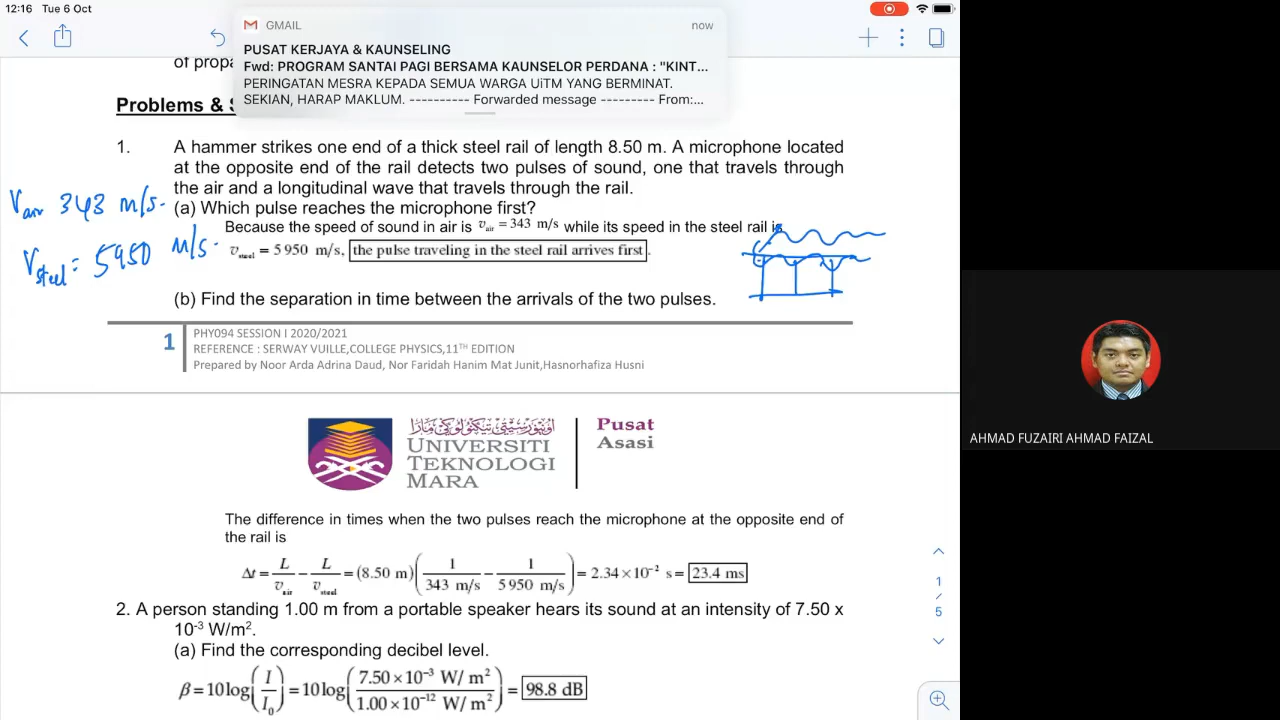 12:16 Tue 6 Oct
GMAIL
now
PUSAT KERJAYA & KAUNSELING
Fwd: PROGRAM SANTAI PAGI BERSAMA KAUNSELOR PERDANA : "KINT...
PERINGATAN MESRA KEPADA SEMUA WARGA UiTM YANG BERMINAT.
SEKIAN, HARAP MAKLUM. ---------- Forwarded message --------- From:...
of propa
Problems & S
1. A hammer strikes one end of a thick steel rail of length 8.50 m. A microphone located
at the opposite end of the rail detects two pulses of sound, one that travels through
the air and a longitudinal wave that travels through the rail.
Vair 343 m/s.
(a) Which pulse reaches the microphone first?
Because the speed of sound in air is v_air = 343 m/s while its speed in the steel rail is
Vsteel = 5950 m/s.
v_steel = 5 950 m/s, the pulse traveling in the steel rail arrives first.
(b) Find the separation in time between the arrivals of the two pulses.
1
PHY094 SESSION I 2020/2021
REFERENCE : SERWAY VUILLE,COLLEGE PHYSICS,11TH EDITION
Prepared by Noor Arda Adrina Daud, Nor Faridah Hanim Mat Junit,Hasnorhafiza Husni
UNIVERSITI
TEKNOLOGI
MARA
Pusat
Asasi
The difference in times when the two pulses reach the microphone at the opposite end of
the rail is
Δt = L/v_air − L/v_steel = (8.50 m)(1/343 m/s − 1/5 950 m/s) = 2.34×10⁻² s = 23.4 ms
2. A person standing 1.00 m from a portable speaker hears its sound at an intensity of 7.50 x
10⁻³ W/m².
(a) Find the corresponding decibel level.
β = 10log(I/I₀) = 10log(7.50×10⁻³ W/m²/1.00×10⁻¹² W/m²) = 98.8 dB
1
/
5
AHMAD FUZAIRI AHMAD FAIZAL